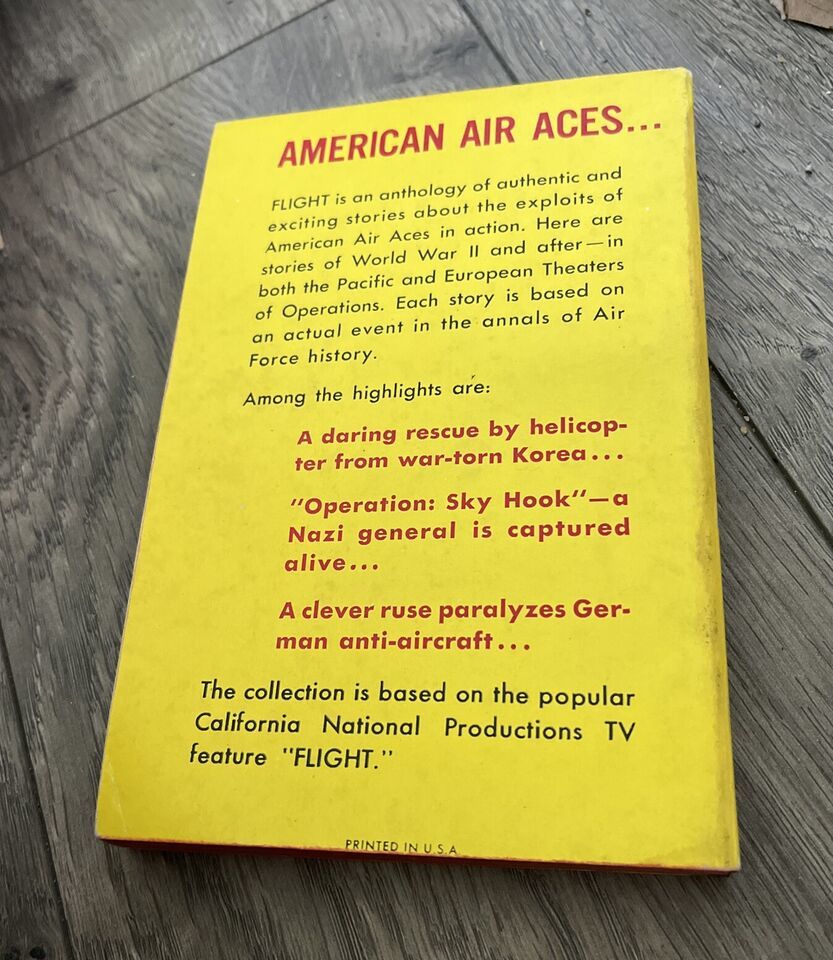 AMERICAN AIR ACES...
FLIGHT is an anthology of authentic and
exciting stories about the exploits of
American Air Aces in action. Here are
stories of World War II and after—in
both the Pacific and European Theaters
of Operations. Each story is based on
an actual event in the annals of Air
Force history.
Among the highlights are:
A daring rescue by helicop-
ter from war-torn Korea...
"Operation: Sky Hook"—a
Nazi general is captured
alive...
A clever ruse paralyzes Ger-
man anti-aircraft...
The collection is based on the popular
California National Productions TV
feature "FLIGHT."
PRINTED IN U.S.A.